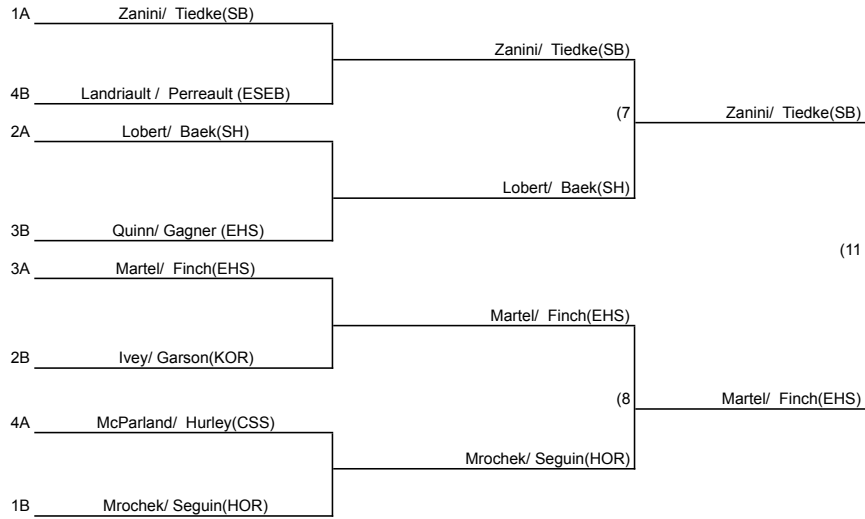 1A Zanini/ Tiedke(SB)
Zanini/ Tiedke(SB)
4B Landriault / Perreault (ESEB)
(7 Zanini/ Tiedke(SB)
2A Lobert/ Baek(SH)
Lobert/ Baek(SH)
3B Quinn/ Gagner (EHS)
(11
3A Martel/ Finch(EHS)
Martel/ Finch(EHS)
2B Ivey/ Garson(KOR)
(8 Martel/ Finch(EHS)
4A McParland/ Hurley(CSS)
Mrochek/ Seguin(HOR)
1B Mrochek/ Seguin(HOR)